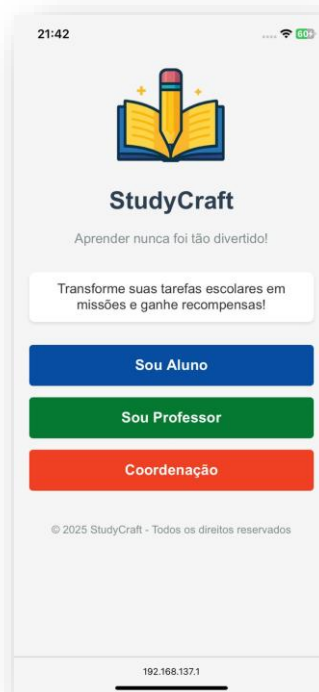 21:42
60
StudyCraft
Aprender nunca foi tão divertido!
Transforme suas tarefas escolares em
missões e ganhe recompensas!
Sou Aluno
Sou Professor
Coordenação
© 2025 StudyCraft - Todos os direitos reservados
192.168.137.1